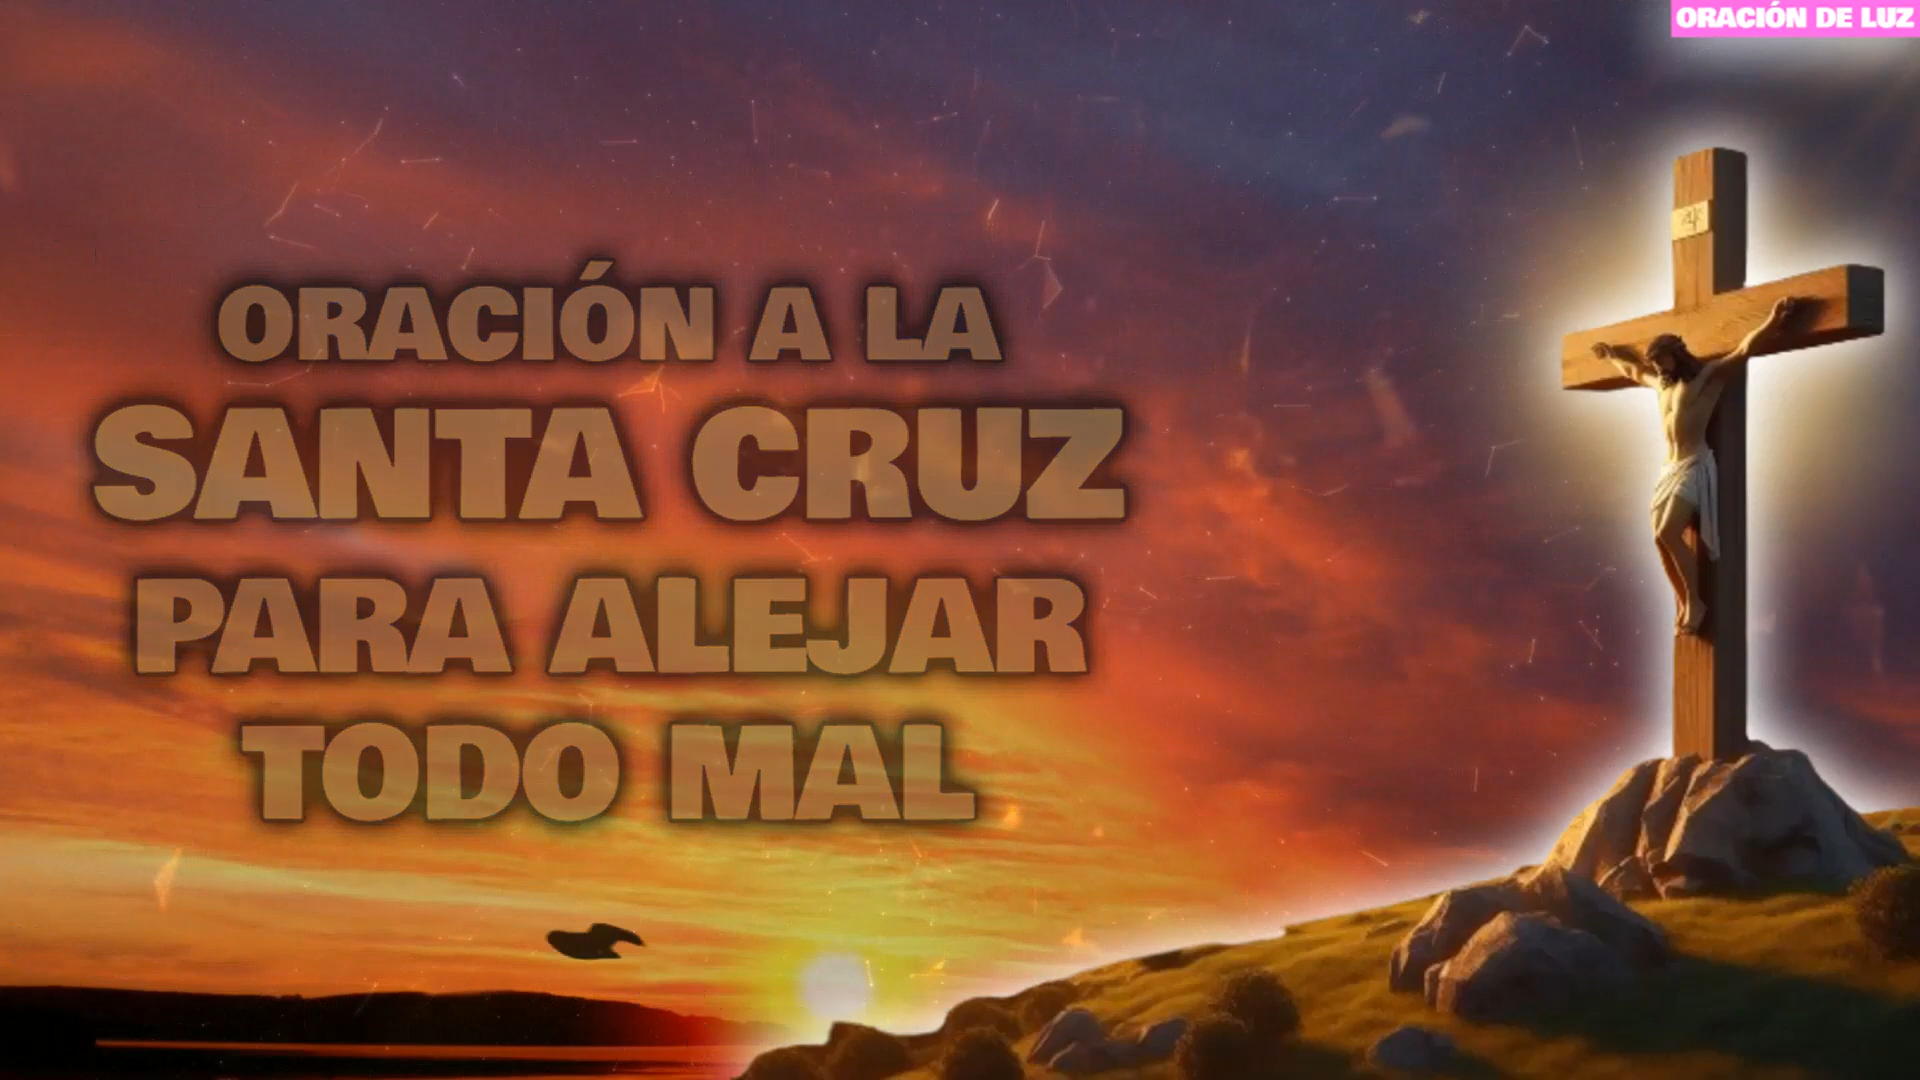 ORACIÓN DE LUZ
ORACIÓN A LA
SANTA CRUZ
PARA ALEJAR
TODO MAL